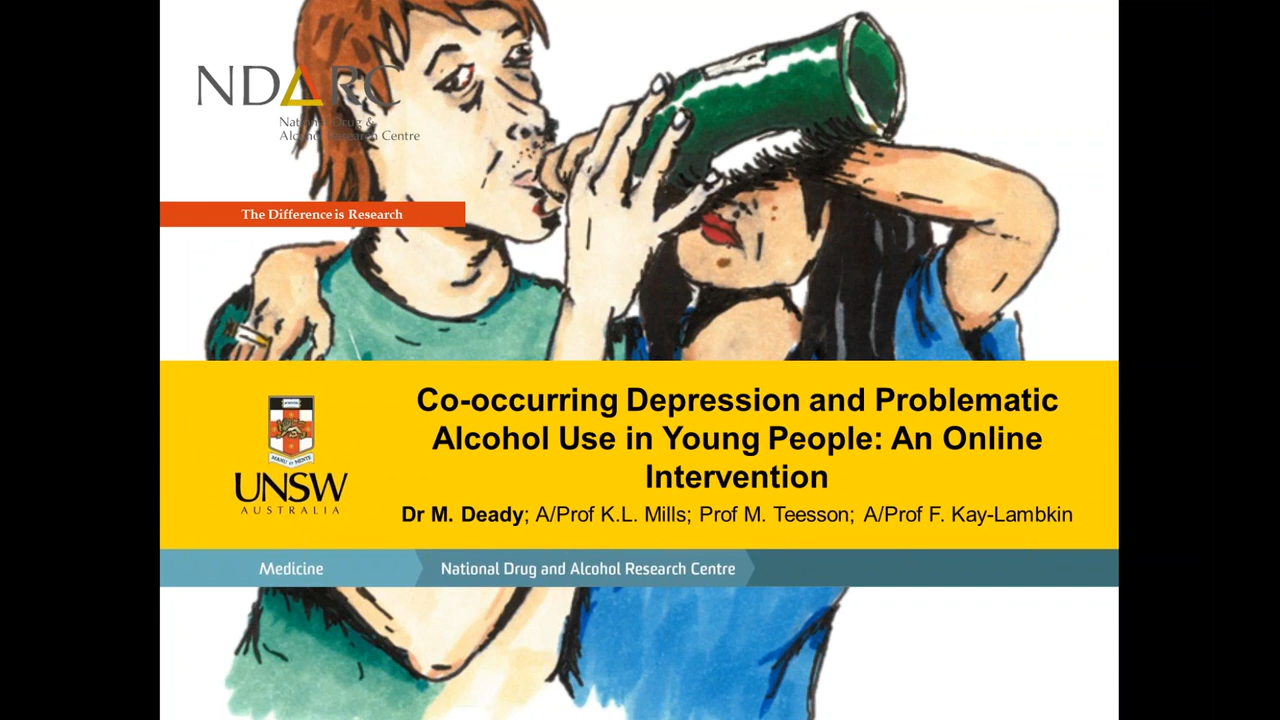 NDARC
National Drug &
Alcohol Research Centre
The Difference is Research
Co-occurring Depression and Problematic
Alcohol Use in Young People: An Online
Intervention
Dr M. Deady; A/Prof K.L. Mills; Prof M. Teesson; A/Prof F. Kay-Lambkin
UNSW
AUSTRALIA
Medicine
National Drug and Alcohol Research Centre